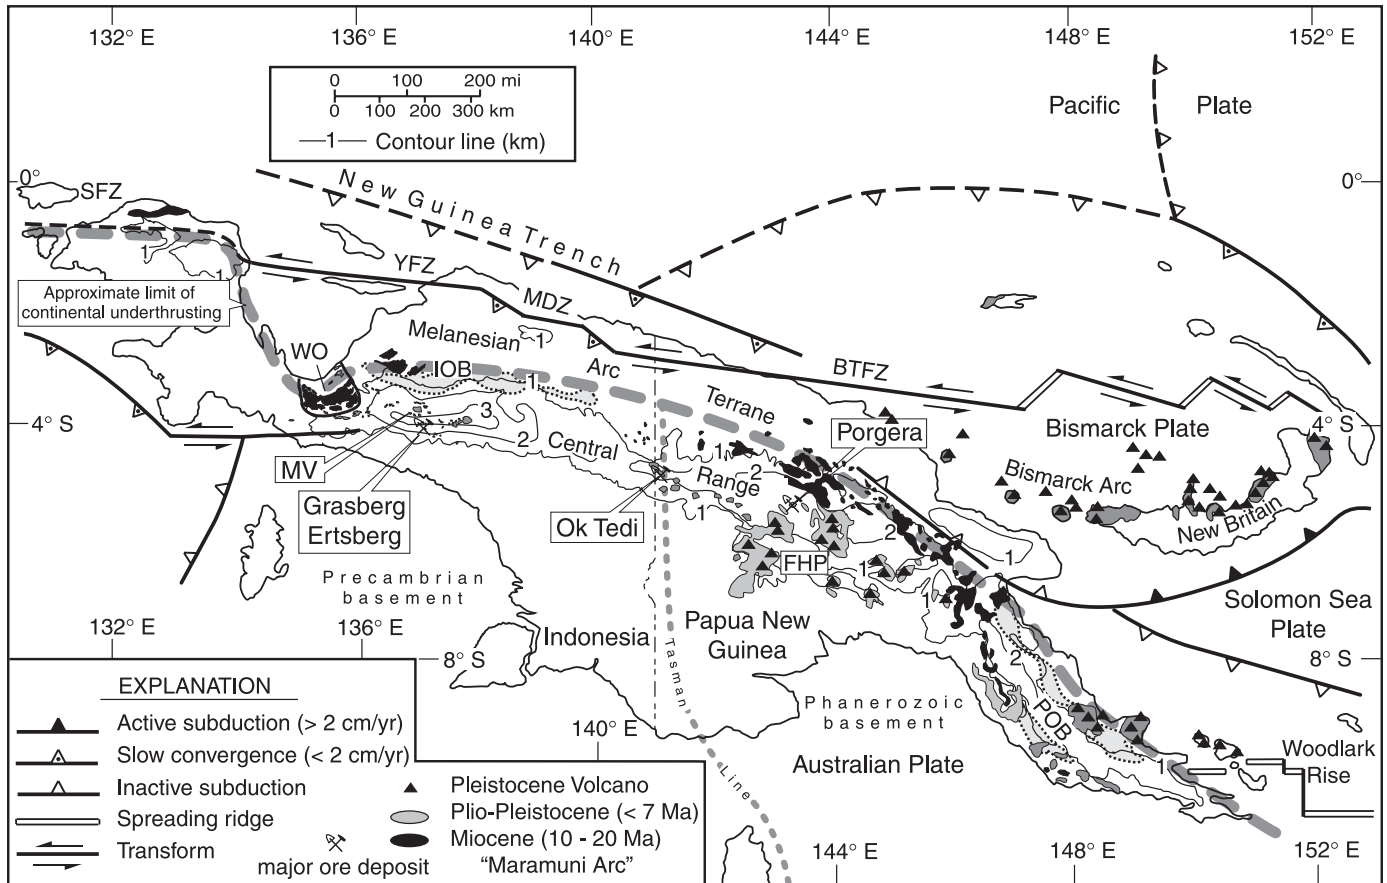 132° E
136° E
140° E
144° E
148° E
152° E
0 100 200 mi
0 100 200 300 km
1 Contour line (km)
Pacific Plate
0°
SFZ
New Guinea Trench
0°
1
1
YFZ
Approximate limit of
continental underthrusting
MDZ
Melanesian
1
WO
IOB
1
Arc
BTFZ
Terrane
4° S
3
2
Central
Porgera
Bismarck Plate
4° S
MV
1
2
Range
Bismarck Arc
Grasberg
Ertsberg
Ok Tedi
1
2
New Britain
FHP
1
1
Precambrian
basement
1
Solomon Sea
Plate
132° E
136° E
Indonesia
Papua New
Guinea
8° S
2
8° S
Tasman
Line
Phanerozoic
basement
POB
140° E
Australian Plate
1
Woodlark
Rise
EXPLANATION
Active subduction (> 2 cm/yr)
Slow convergence (< 2 cm/yr)
Inactive subduction
Spreading ridge
Transform
major ore deposit
Pleistocene Volcano
Plio-Pleistocene (< 7 Ma)
Miocene (10 - 20 Ma)
“Maramuni Arc”
144° E
148° E
152° E